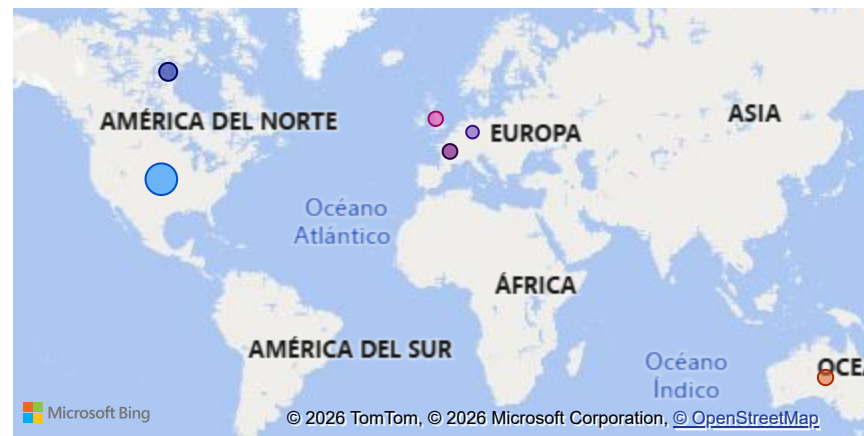 AMÉRICA DEL NORTE
EUROPA
ASIA
Océano
Atlántico
ÁFRICA
AMÉRICA DEL SUR
Océano
Índico
OCE
Microsoft Bing
© 2026 TomTom, © 2026 Microsoft Corporation, © OpenStreetMap